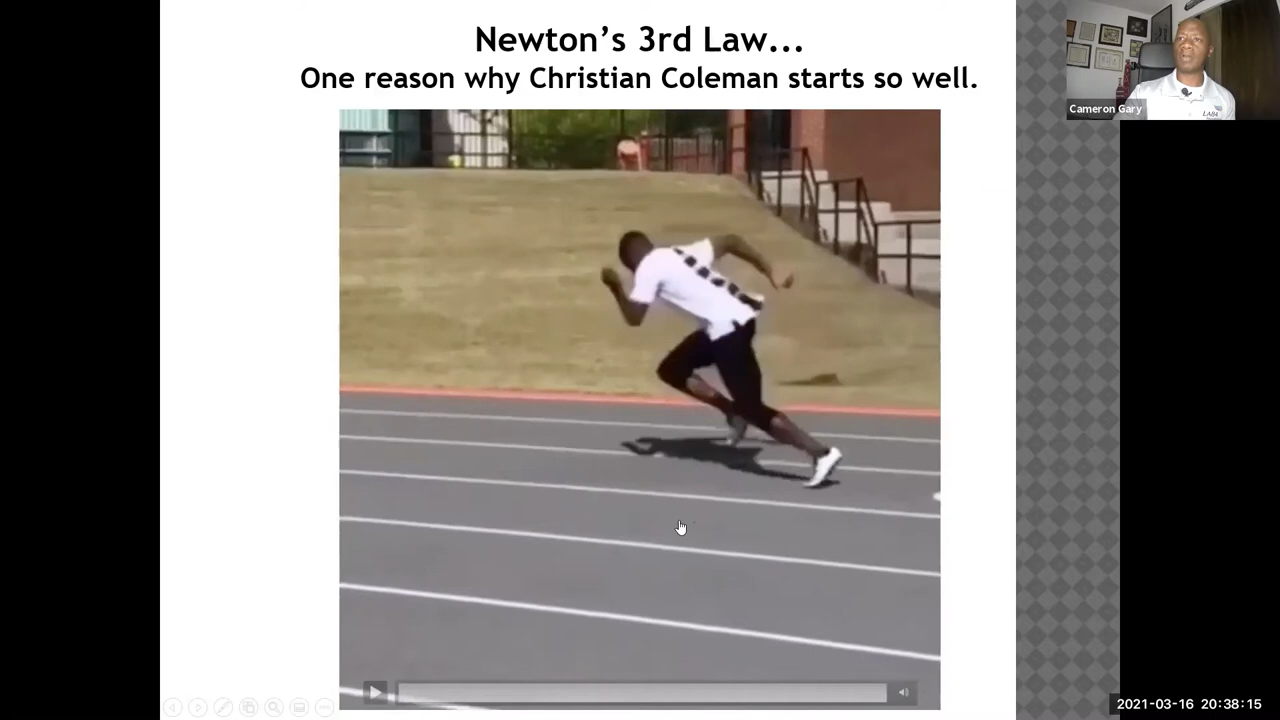 Newton's 3rd Law...
One reason why Christian Coleman starts so well.
Cameron Gary
2021-03-16 20:38:15